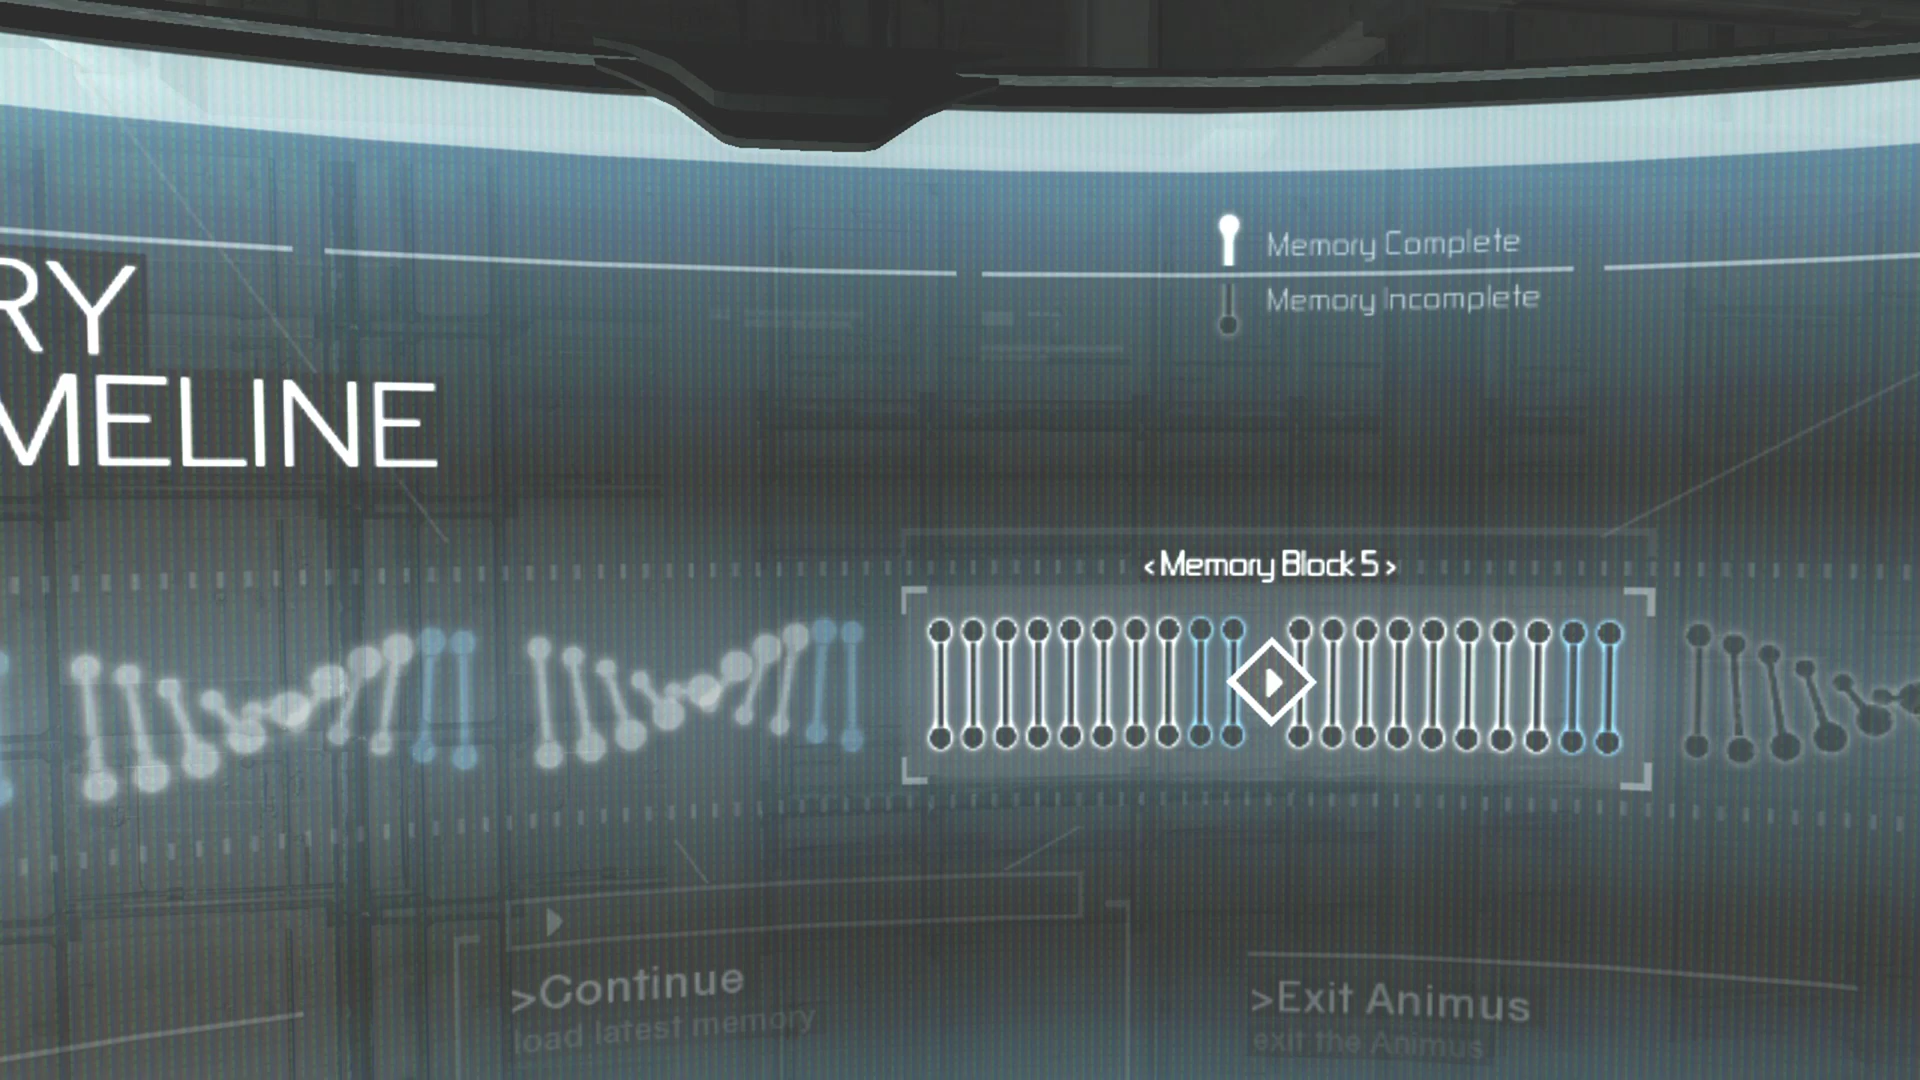 RY
MELINE
Memory Complete
Memory Incomplete
<Memory Block 5>
>Continue
load latest memory
>Exit Animus
exit the Animus